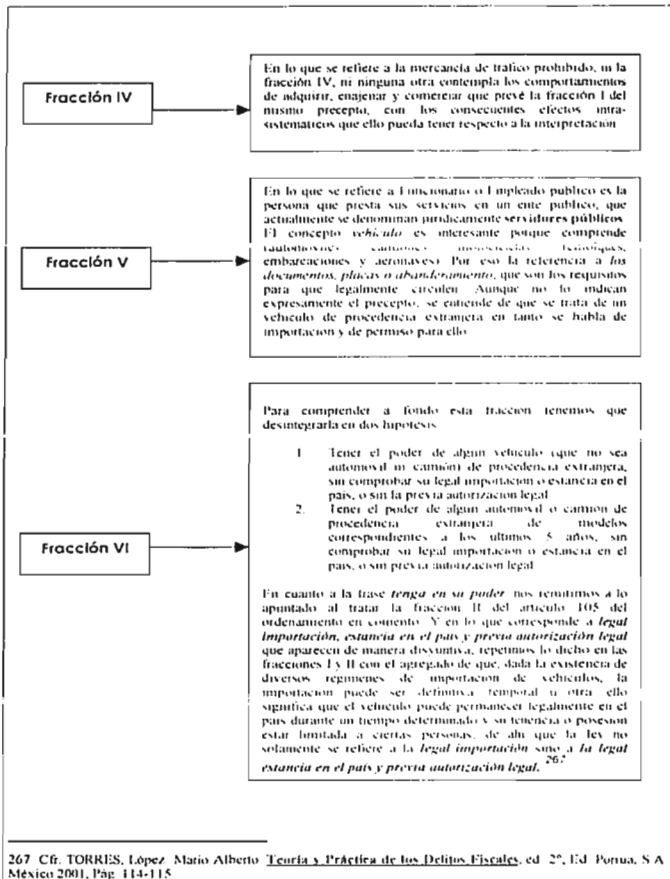 Fracción IV
En lo que se refiere a la mercancía de tráfico prohibido, ni la
fracción IV, ni ninguna otra contempla los comportamientos
de adquirir, enajenar y comerciar que prevé la fracción I del
mismo precepto, con los consecuentes efectos intra-
sistemáticos que ello pueda tener respecto a la interpretación
Fracción V
En lo que se refiere a Funcionario o Empleado público es la
persona que presta sus servicios en un ente público, que
actualmente se denominan jurídicamente servidores públicos
El concepto vehículo es interesante porque comprende
(automóviles camiones motocicletas remolques,
embarcaciones y aeronaves) Por eso la referencia a los
documentos, placas o abanderamiento, que son los requisitos
para que legalmente circulen Aunque no lo indican
expresamente el precepto, se entiende de que se trata de un
vehículo de procedencia extranjera en tanto se habla de
importación y de permiso para ello
Fracción VI
Para comprender a fondo esta fracción tenemos que
desintegrarla en dos hipótesis
1 Tener el poder de algún vehículo (que no sea
automóvil ni camión) de procedencia extranjera,
sin comprobar su legal importación o estancia en el
país, o sin la previa autorización legal
2. Tener el poder de algún automóvil o camión de
procedencia extranjera de modelos
correspondientes a los últimos 5 años, sin
comprobar su legal importación o estancia en el
país, o sin previa autorización legal
En cuanto a la frase tenga en su poder nos remitimos a lo
apuntado al tratar la fracción II del artículo 105 del
ordenamiento en comento Y en lo que corresponde a legal
importación, estancia en el país y previa autorización legal
que aparecen de manera disyuntiva, repetimos lo dicho en las
fracciones I y II con el agregado de que, dada la existencia de
diversos regímenes de importación de vehículos, la
importación puede ser definitiva temporal u otra ello
significa que el vehículo puede permanecer legalmente en el
país durante un tiempo determinado y su tenencia o posesión
estar limitada a ciertas personas, de ahí que la ley no
solamente se refiere a la legal importación sino a la legal
estancia en el país y previa autorización legal. 267
267 Cfr. TORRES, López Mario Alberto Teoría y Práctica de los Delitos Fiscales, ed 2ª, Ed Porrúa, S A
México 2001, Pág 114-115